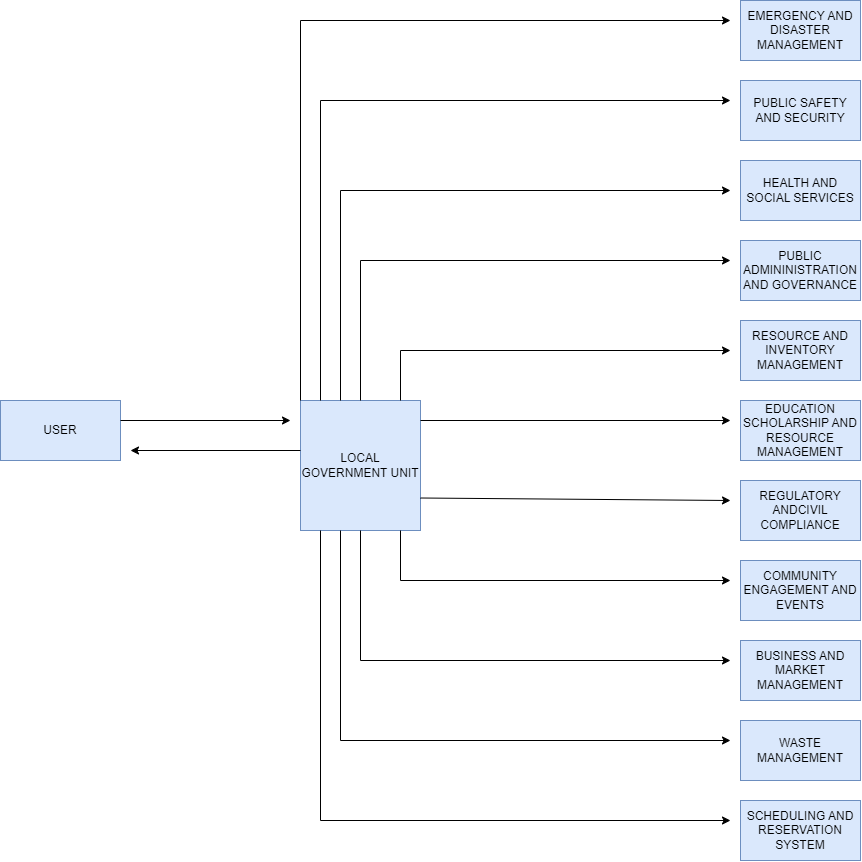 EMERGENCY AND
DISASTER
MANAGEMENT
PUBLIC SAFETY
AND SECURITY
HEALTH AND
SOCIAL SERVICES
PUBLIC
ADMININISTRATION
AND GOVERNANCE
RESOURCE AND
INVENTORY
MANAGEMENT
USER
LOCAL
GOVERNMENT UNIT
EDUCATION
SCHOLARSHIP AND
RESOURCE
MANAGEMENT
REGULATORY
ANDCIVIL
COMPLIANCE
COMMUNITY
ENGAGEMENT AND
EVENTS
BUSINESS AND
MARKET
MANAGEMENT
WASTE
MANAGEMENT
SCHEDULING AND
RESERVATION
SYSTEM